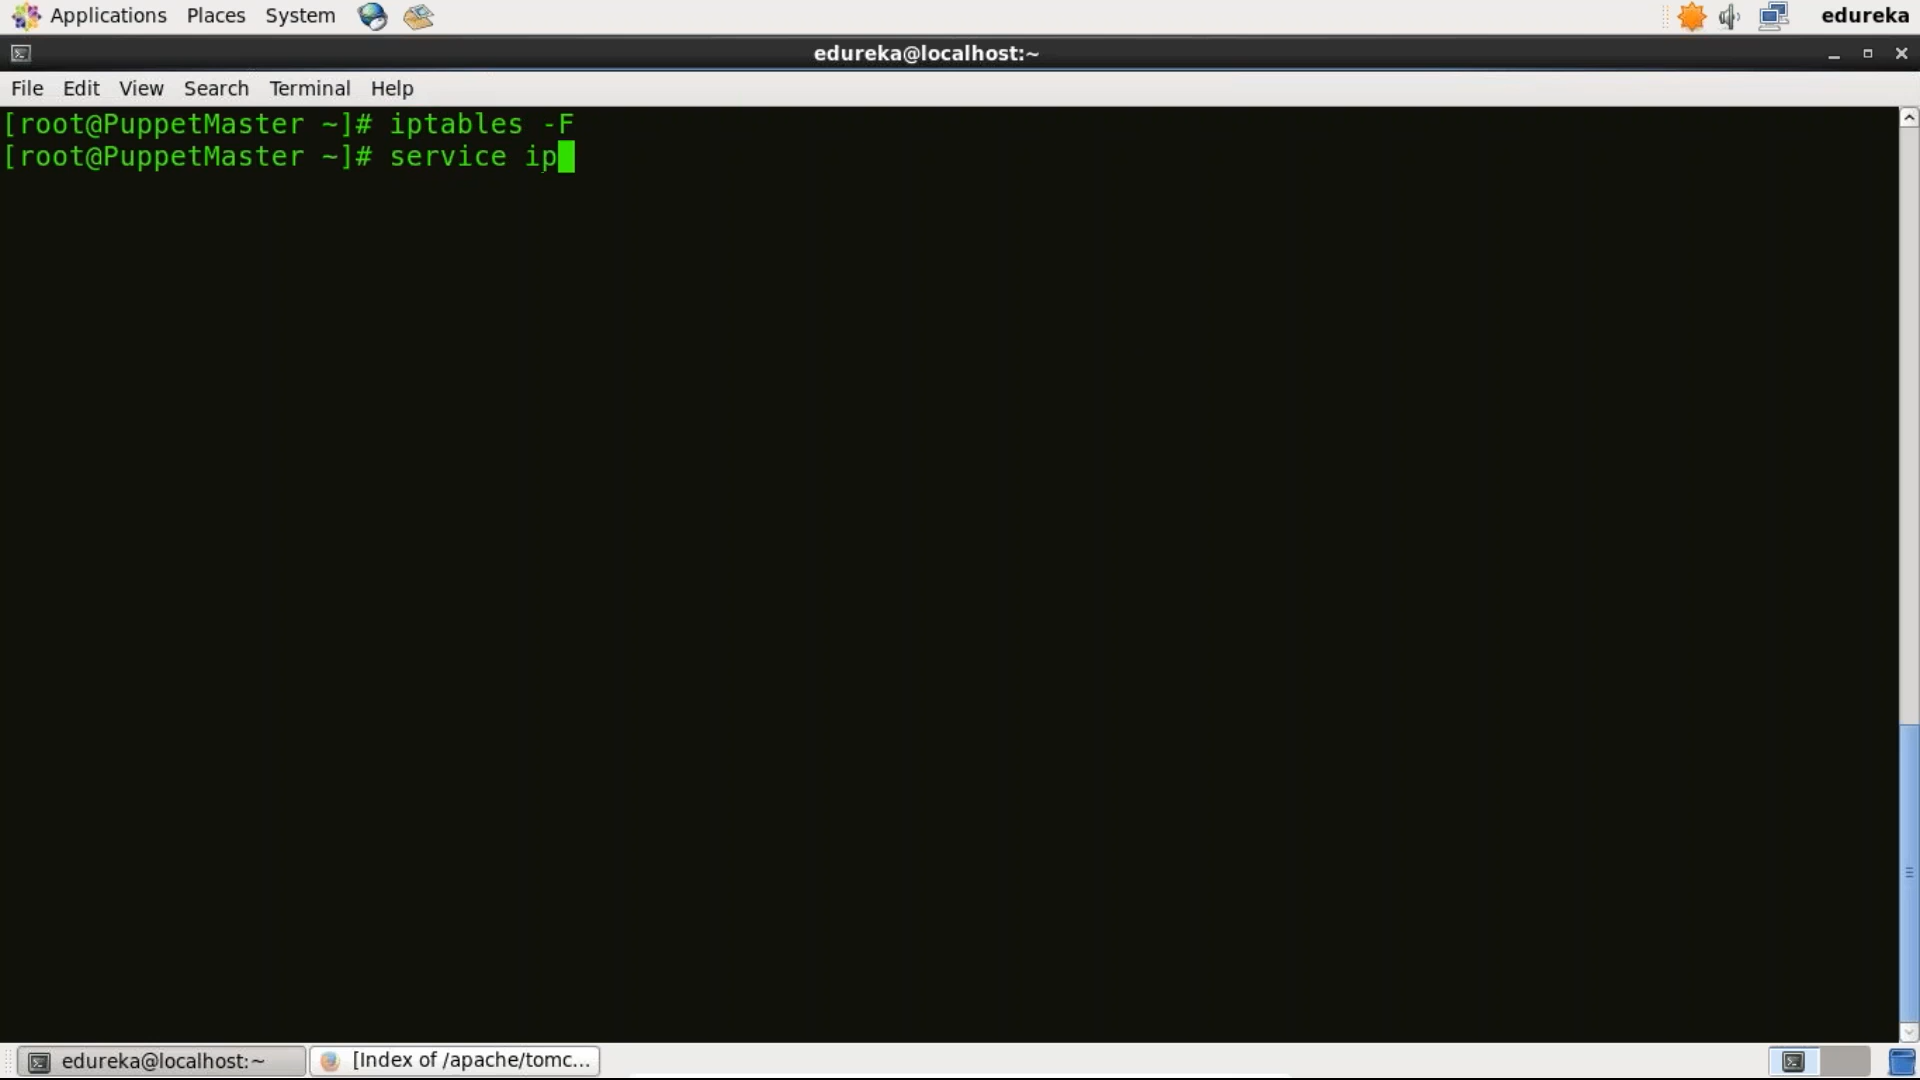 Applications Places System edureka
edureka@localhost:~
File Edit View Search Terminal Help
[root@PuppetMaster ~]# iptables -F
[root@PuppetMaster ~]# service ip
edureka@localhost:~ [Index of /apache/tomc...